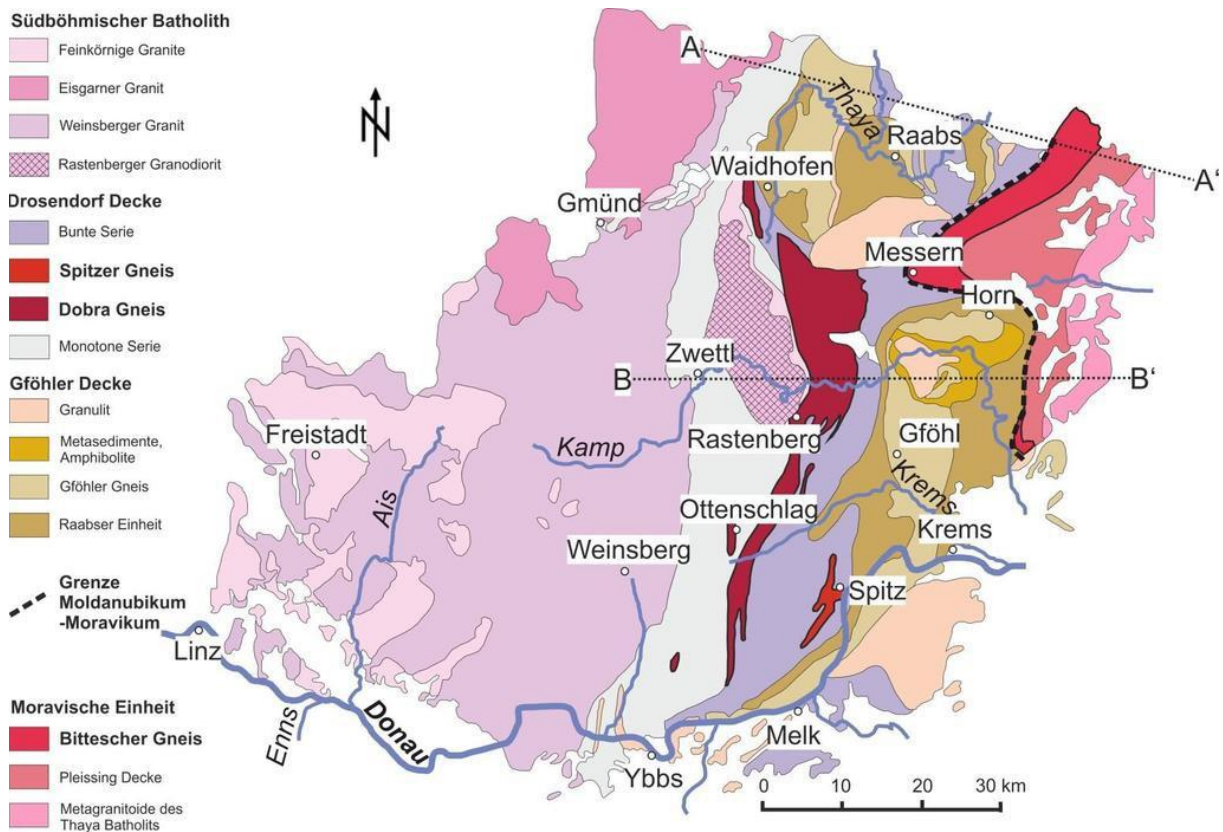 Südböhmischer Batholith
Feinkörnige Granite
Eisgarner Granit
Weinsberger Granit
Rastenberger Granodiorit
Drosendorf Decke
Bunte Serie
Spitzer Gneis
Dobra Gneis
Monotone Serie
Gföhler Decke
Granulit
Metasedimente,
Amphibolite
Gföhler Gneis
Raabser Einheit
Grenze
Moldanubikum
-Moravikum
Moravische Einheit
Bittescher Gneis
Pleissing Decke
Metagranitoide des
Thaya Batholits
N
A
Thaya
Raabs
Waidhofen
A'
Gmünd
Messern
Horn
Zwettl
B
B'
Freistadt
Rastenberg
Gföhl
Kamp
Krems
Ais
Ottenschlag
Krems
Weinsberg
Spitz
Linz
Enns
Donau
Melk
Ybbs
0 10 20 30 km